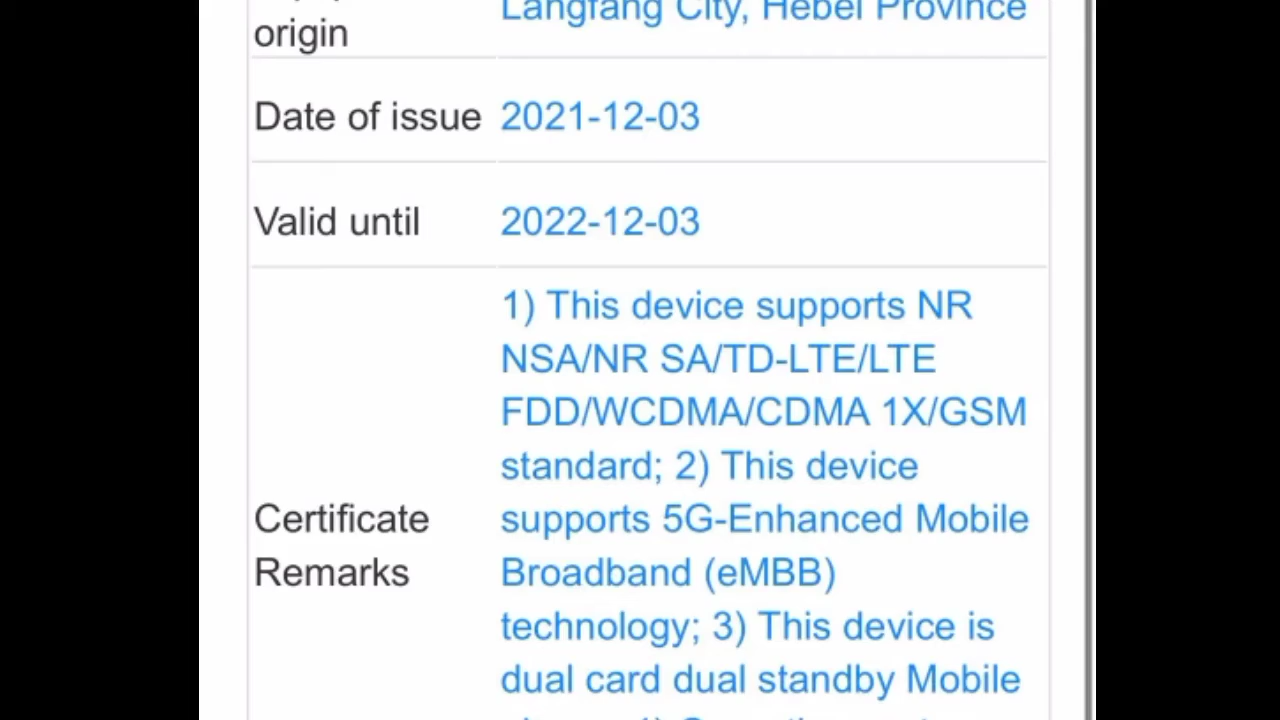 origin
Langfang City, Hebei Province
Date of issue 2021-12-03
Valid until 2022-12-03
Certificate
Remarks
1) This device supports NR
NSA/NR SA/TD-LTE/LTE
FDD/WCDMA/CDMA 1X/GSM
standard; 2) This device
supports 5G-Enhanced Mobile
Broadband (eMBB)
technology; 3) This device is
dual card dual standby Mobile